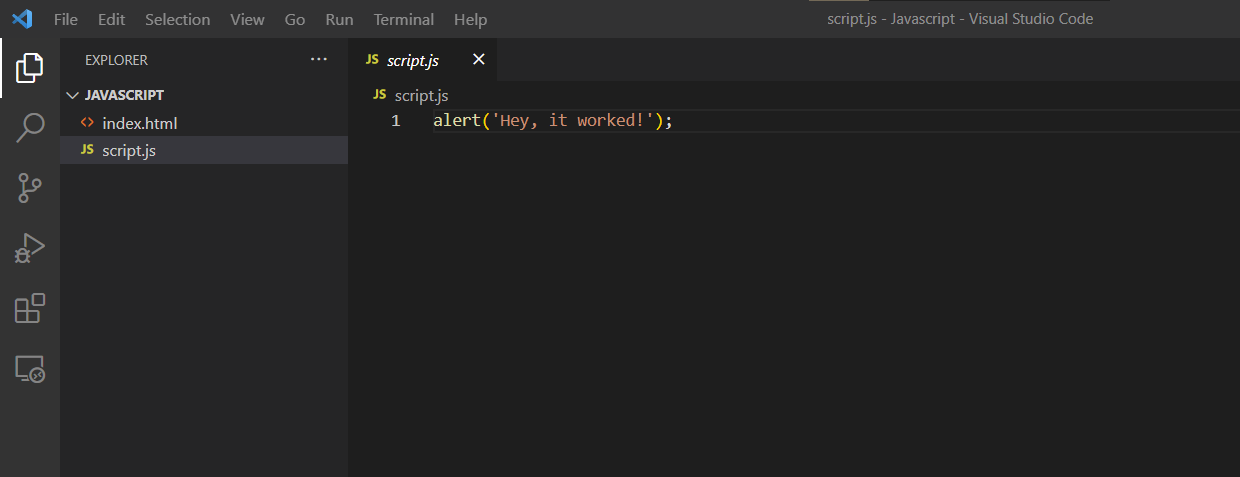 File Edit Selection View Go Run Terminal Help script.js - Javascript - Visual Studio Code
EXPLORER ···
JAVASCRIPT
<> index.html
JS script.js
JS script.js ×
JS script.js
1 alert('Hey, it worked!');